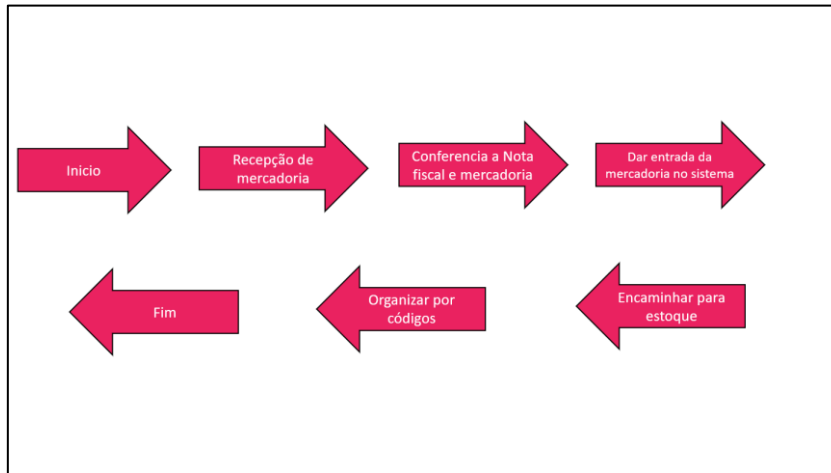 Inicio
Recepção de
mercadoria
Conferencia a Nota
fiscal e mercadoria
Dar entrada da
mercadoria no sistema
Encaminhar para
estoque
Organizar por
códigos
Fim